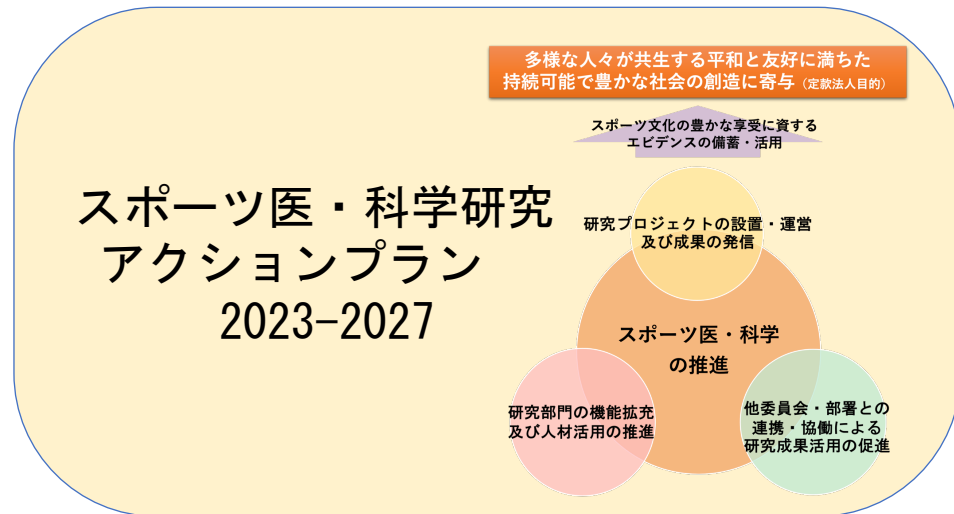 スポーツ医・科学研究
アクションプラン
2023-2027
多様な人々が共生する平和と友好に満ちた
持続可能で豊かな社会の創造に寄与（定款法人目的）
スポーツ文化の豊かな享受に資する
エビデンスの備蓄・活用
研究プロジェクトの設置・運営
及び成果の発信
スポーツ医・科学
の推進
研究部門の機能拡充
及び人材活用の推進
他委員会・部署との
連携・協働による
研究成果活用の促進